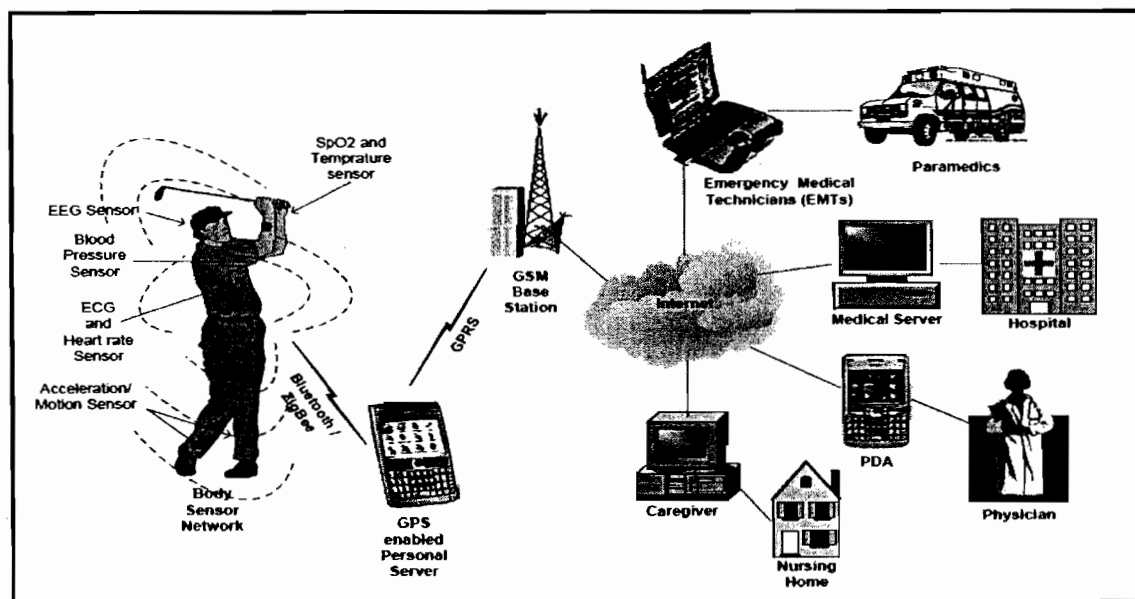 SpO2 and
Temprature
sensor
EEG Sensor
Blood
Pressure
Sensor
ECG
and
Heart rate
Sensor
Acceleration/
Motion Sensor
Body
Sensor
Network
Bluetooth /
ZigBee
GPS
enabled
Personal
Server
GPRS
GSM
Base
Station
Internet
Emergency Medical
Technicians (EMTs)
Paramedics
Medical Server
Hospital
PDA
Physician
Caregiver
Nursing
Home